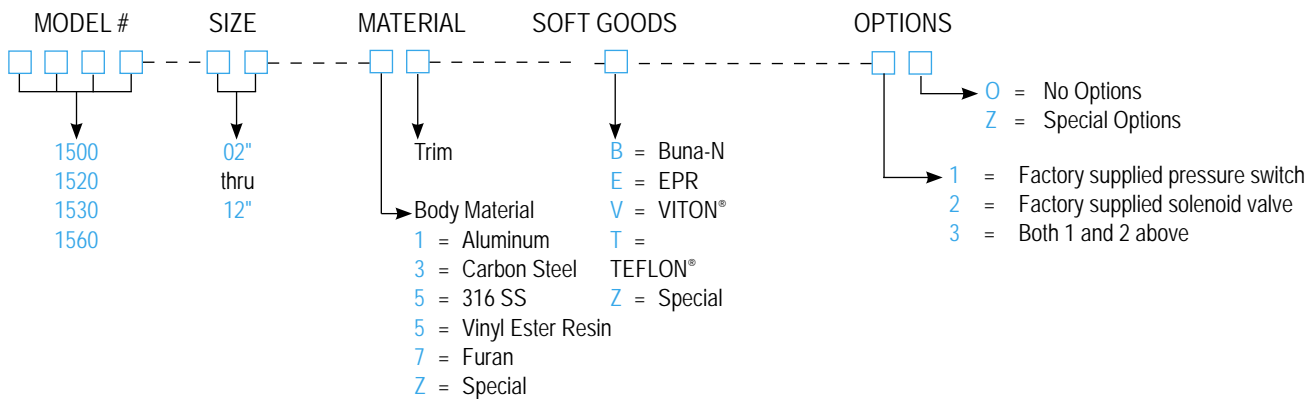 MODEL # SIZE MATERIAL SOFT GOODS OPTIONS
1500
1520
1530
1560
02"
thru
12"
Trim
Body Material
1 = Aluminum
3 = Carbon Steel
5 = 316 SS
5 = Vinyl Ester Resin
7 = Furan
Z = Special
B = Buna-N
E = EPR
V = VITON®
T =
TEFLON®
Z = Special
O = No Options
Z = Special Options
1 = Factory supplied pressure switch
2 = Factory supplied solenoid valve
3 = Both 1 and 2 above